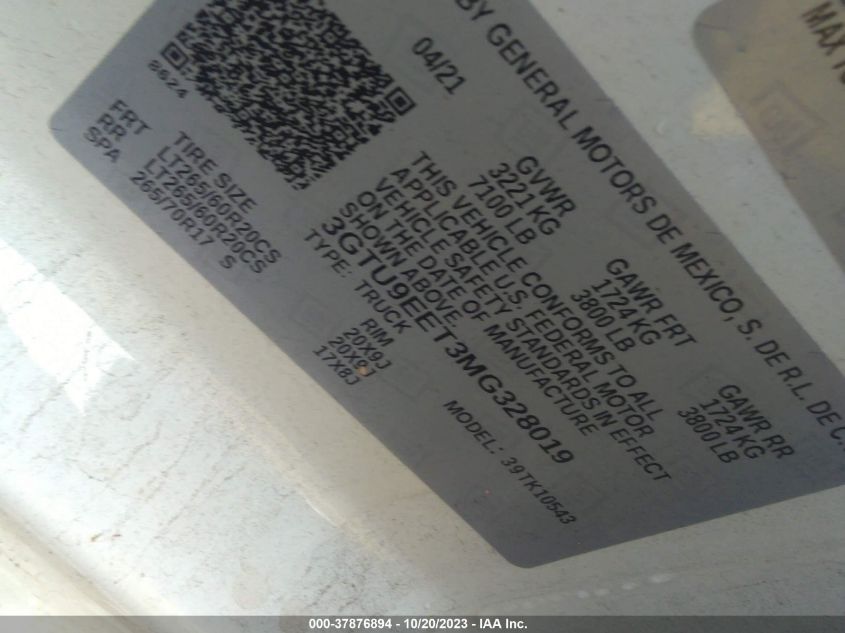 BY GENERAL MOTORS DE MEXICO, S. DE R.L. DE C.
04/21
GVWR
3221 KG
7100 LB
GAWR FRT
1724 KG
3800 LB
GAWR RR
1724 KG
3800 LB
THIS VEHICLE CONFORMS TO ALL
APPLICABLE U.S. FEDERAL MOTOR
VEHICLE SAFETY STANDARDS IN EFFECT
ON THE DATE OF MANUFACTURE
SHOWN ABOVE.
3GTU9EET3MG328019
TYPE: TRUCK
MODEL: 39TK10543
8624
TIRE SIZE RIM
FRT LT265/60R20CS 20X9J
RR LT265/60R20CS 20X9J
SPA 265/70R17 S 17X8J
MAX
000-37876894 - 10/20/2023 - IAA Inc.